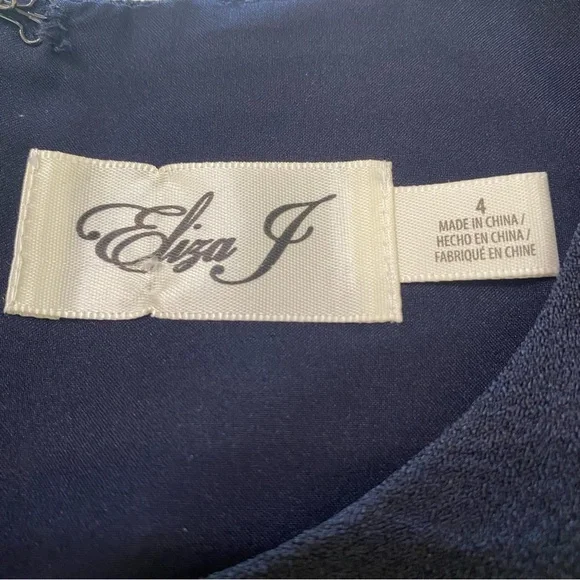 Eliza J
4
MADE IN CHINA /
HECHO EN CHINA /
FABRIQUÉ EN CHINE